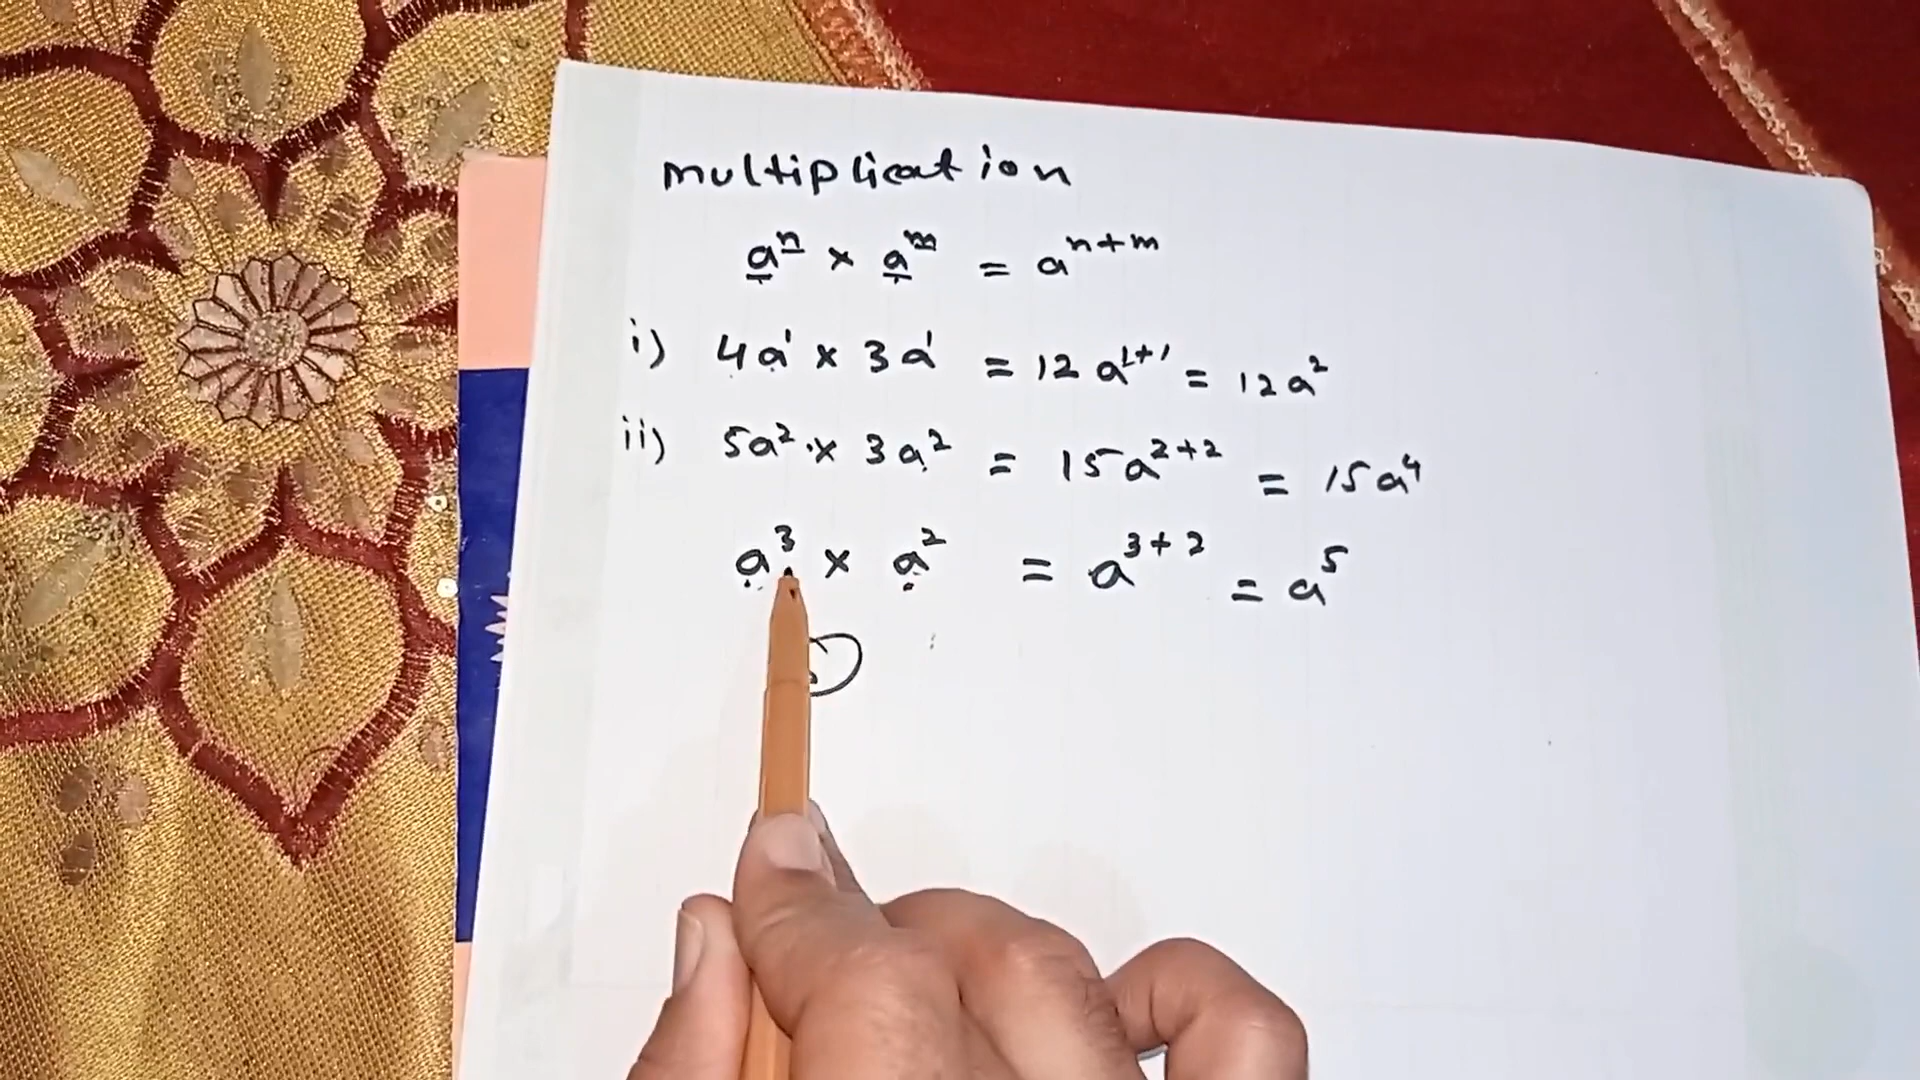 multiplication
aⁿ × aᵐ = aⁿ⁺ᵐ
i) 4a¹ × 3a¹ = 12a¹⁺¹ = 12a²
ii) 5a² × 3a² = 15a²⁺² = 15a⁴
a³ × a² = a³⁺² = a⁵